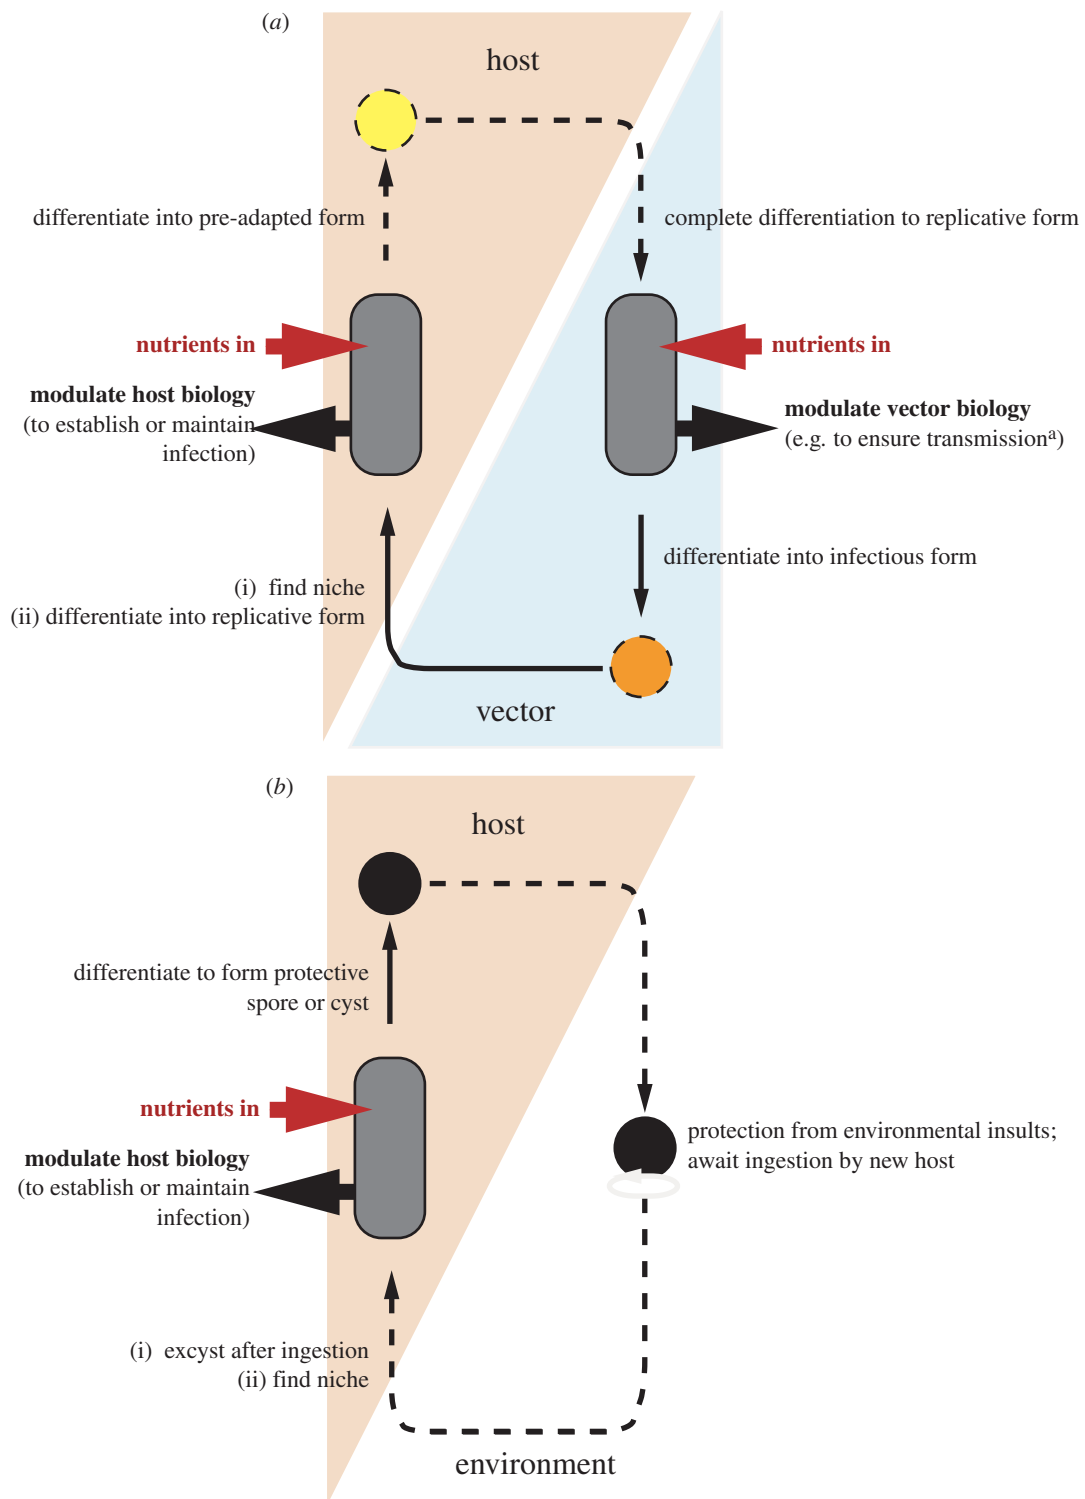 (a)
host
differentiate into pre-adapted form
complete differentiation to replicative form
nutrients in
nutrients in
modulate host biology
(to establish or maintain
infection)
modulate vector biology
(e.g. to ensure transmissionᵃ)
differentiate into infectious form
(i) find niche
(ii) differentiate into replicative form
vector
(b)
host
differentiate to form protective
spore or cyst
nutrients in
modulate host biology
(to establish or maintain
infection)
protection from environmental insults;
await ingestion by new host
(i) excyst after ingestion
(ii) find niche
environment